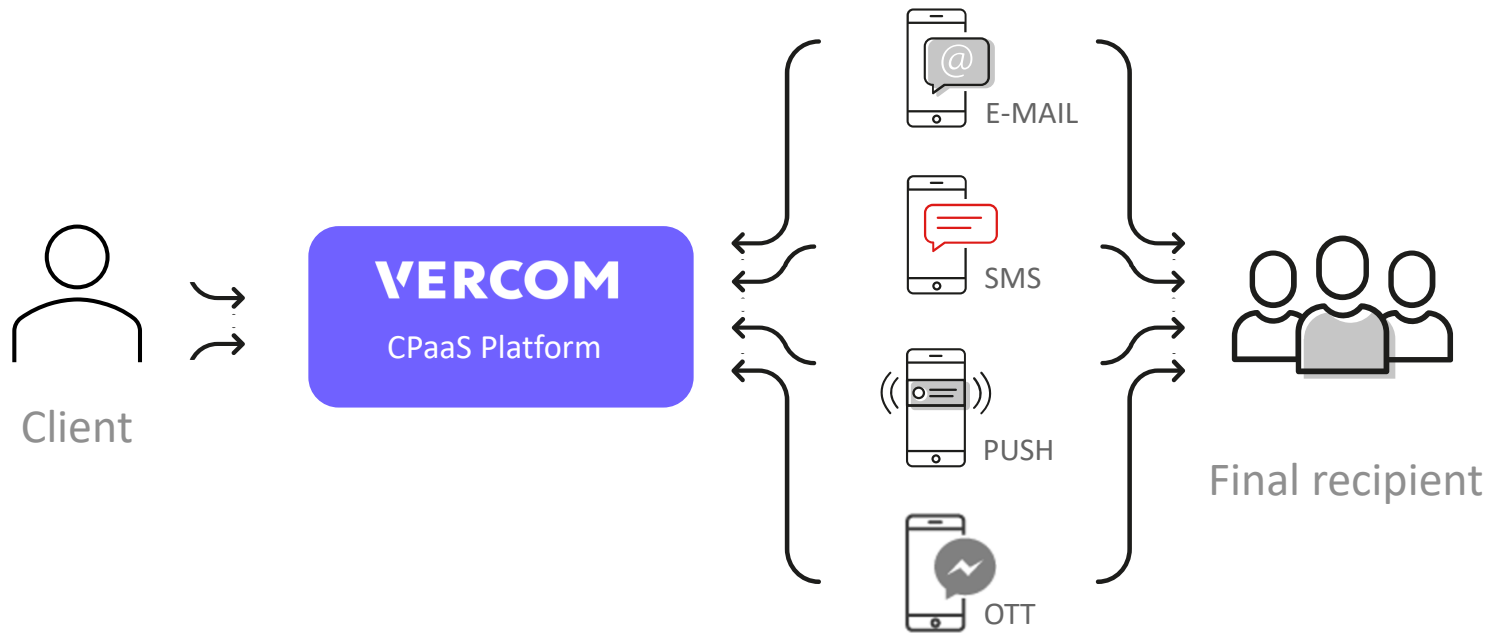 E-MAIL
SMS
VERCOM
CPaaS Platform
Client
PUSH
Final recipient
OTT